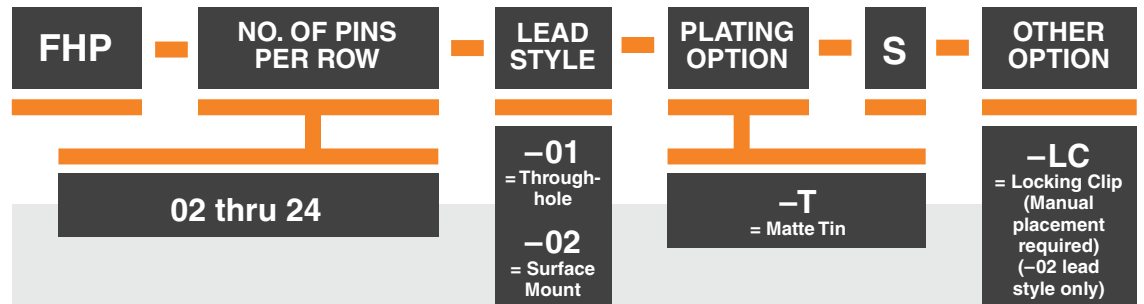 FHP
NO. OF PINS
PER ROW
LEAD
STYLE
PLATING
OPTION
S
OTHER
OPTION
02 thru 24
–01
= Through-
hole
–02
= Surface
Mount
–T
= Matte Tin
–LC
= Locking Clip
(Manual
placement
required)
(–02 lead
style only)